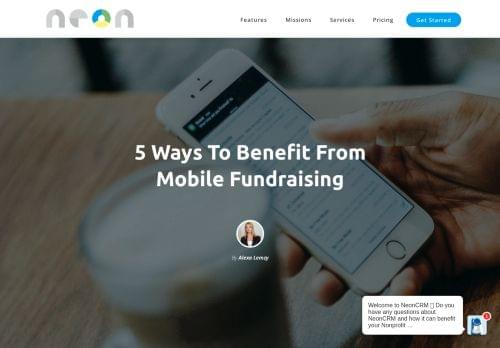 neon
Features
Missions
Services
Pricing
Get Started
5 Ways To Benefit From
Mobile Fundraising
By Alexa Lemzy
Welcome to NeonCRM Do you
have any questions about
NeonCRM and how it can benefit
your Nonprofit ...
1